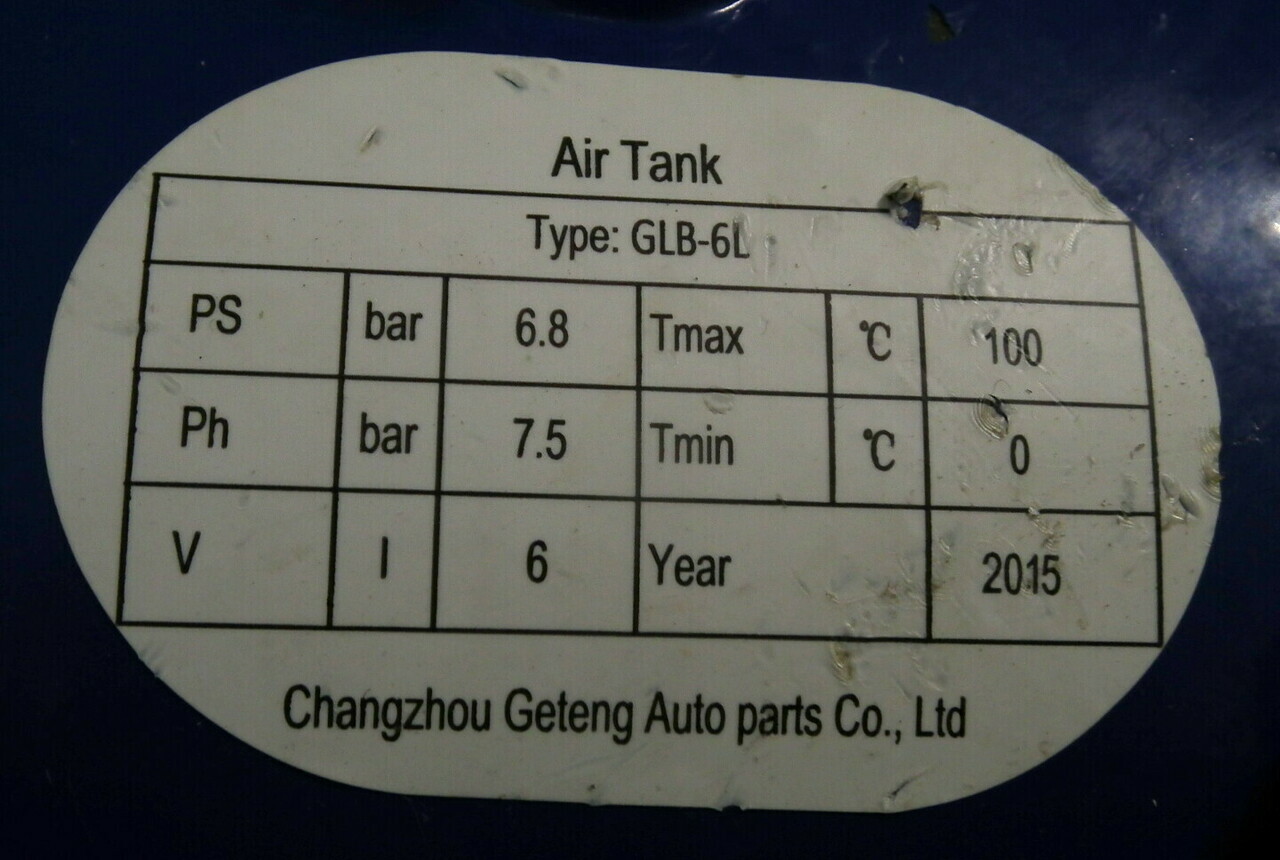 Air Tank
Type: GLB-6L
PS bar 6.8 Tmax ℃ 100
Ph bar 7.5 Tmin ℃ 0
V l 6 Year 2015
Changzhou Geteng Auto parts Co., Ltd